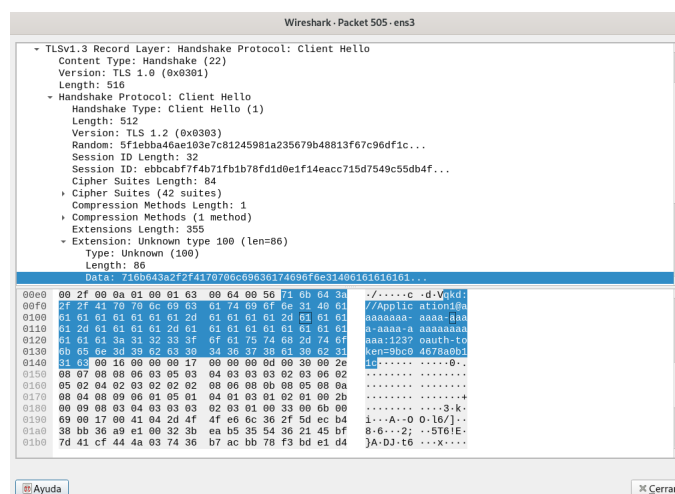 Wireshark · Packet 505 · ens3
TLSv1.3 Record Layer: Handshake Protocol: Client Hello
Content Type: Handshake (22)
Version: TLS 1.0 (0x0301)
Length: 516
Handshake Protocol: Client Hello
Handshake Type: Client Hello (1)
Length: 512
Version: TLS 1.2 (0x0303)
Random: 5f1ebba46ae103e7c81245981a235679b48813f67c96df1c...
Session ID Length: 32
Session ID: ebbcabf7f4b71fb1b78fd1d0e1f14eacc715d7549c55db4f...
Cipher Suites Length: 84
Cipher Suites (42 suites)
Compression Methods Length: 1
Compression Methods (1 method)
Extensions Length: 355
Extension: Unknown type 100 (len=86)
Type: Unknown (100)
Length: 86
Data: 716b643a2f2f4170706c69636174696f6e31406161616161...
00e0 00 2f 00 0a 01 00 01 63 00 64 00 56 71 6b 64 3a ·/·····c ·d·Vqkd:
00f0 2f 2f 41 70 70 6c 69 63 61 74 69 6f 6e 31 40 61 //Applic ation1@a
0100 61 61 61 61 61 61 61 2d 61 61 61 61 2d 61 61 61 aaaaaaa- aaaa-aaa
0110 61 2d 61 61 61 61 2d 61 61 61 61 61 61 61 61 61 a-aaaa-a aaaaaaaa
0120 61 61 61 3a 31 32 33 3f 6f 61 75 74 68 2d 74 6f aaa:123? oauth-to
0130 6b 65 6e 3d 39 62 63 30 34 36 37 38 61 30 62 31 ken=9bc0 4678a0b1
0140 31 63 00 16 00 00 00 17 00 00 00 0d 00 30 00 2e 1c······ ·····0·.
0150 08 07 08 08 06 03 05 03 04 03 03 03 02 03 06 02 ········ ········
0160 05 02 04 02 03 02 02 02 08 06 08 0b 08 05 08 0a ········ ········
0170 08 04 08 09 06 01 05 01 04 01 03 01 02 01 00 2b ········ ·······+
0180 00 09 08 03 04 03 03 03 02 03 01 00 33 00 6b 00 ········ ····3·k·
0190 69 00 17 00 41 04 2d 4f 4f e6 6c 36 2f 5d ec b4 i···A·-O O·l6/]··
01a0 38 bb 36 a9 e1 00 32 3b ea b5 35 54 36 21 45 bf 8·6···2; ··5T6!E·
01b0 7d 41 cf 44 4a 03 74 36 b7 ac bb 78 f3 bd e1 d4 }A·DJ·t6 ···x····
Ayuda
Cerrar